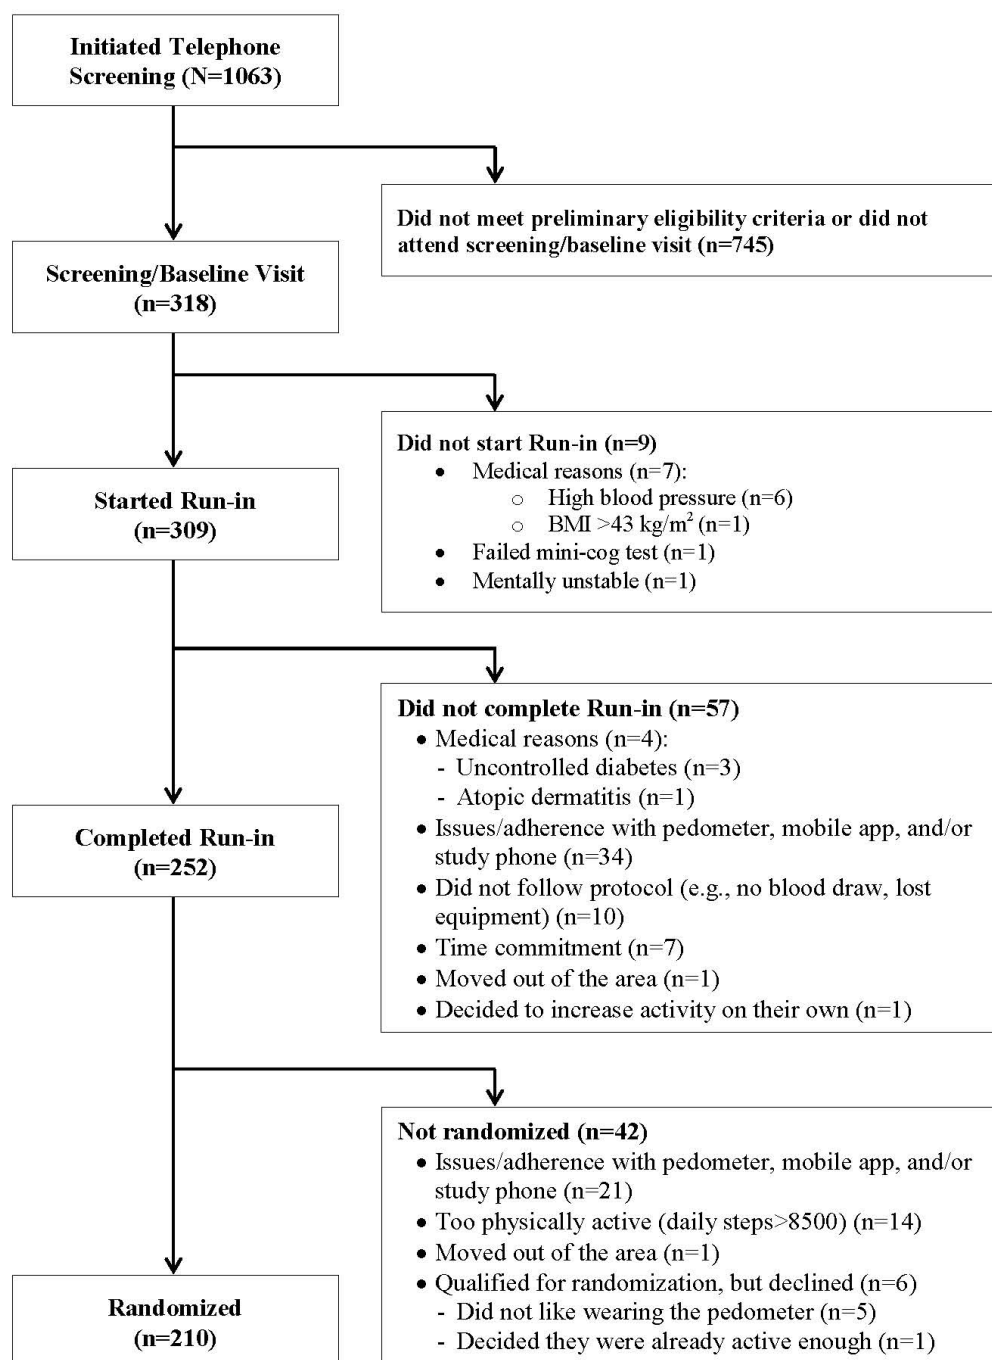 Initiated Telephone
Screening (N=1063)
Did not meet preliminary eligibility criteria or did not
attend screening/baseline visit (n=745)
Screening/Baseline Visit
(n=318)
Did not start Run-in (n=9)
• Medical reasons (n=7):
o High blood pressure (n=6)
o BMI >43 kg/m² (n=1)
• Failed mini-cog test (n=1)
• Mentally unstable (n=1)
Started Run-in
(n=309)
Did not complete Run-in (n=57)
• Medical reasons (n=4):
- Uncontrolled diabetes (n=3)
- Atopic dermatitis (n=1)
• Issues/adherence with pedometer, mobile app, and/or
study phone (n=34)
• Did not follow protocol (e.g., no blood draw, lost
equipment) (n=10)
• Time commitment (n=7)
• Moved out of the area (n=1)
• Decided to increase activity on their own (n=1)
Completed Run-in
(n=252)
Not randomized (n=42)
• Issues/adherence with pedometer, mobile app, and/or
study phone (n=21)
• Too physically active (daily steps>8500) (n=14)
• Moved out of the area (n=1)
• Qualified for randomization, but declined (n=6)
- Did not like wearing the pedometer (n=5)
- Decided they were already active enough (n=1)
Randomized
(n=210)